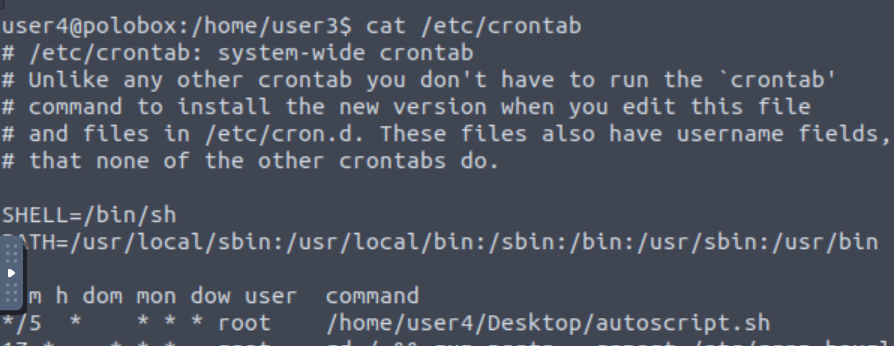 user4@polobox:/home/user3$ cat /etc/crontab
# /etc/crontab: system-wide crontab
# Unlike any other crontab you don't have to run the `crontab'
# command to install the new version when you edit this file
# and files in /etc/cron.d. These files also have username fields,
# that none of the other crontabs do.
SHELL=/bin/sh
PATH=/usr/local/sbin:/usr/local/bin:/sbin:/bin:/usr/sbin:/usr/bin
m h dom mon dow user  command
*/5  *    * * * root    /home/user4/Desktop/autoscript.sh